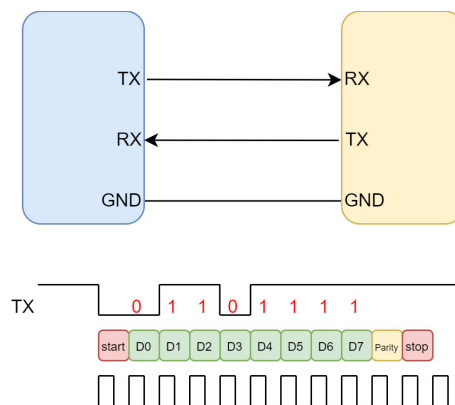 TX RX
RX TX
GND GND
0 1 1 0 1 1 1 1
TX
start D0 D1 D2 D3 D4 D5 D6 D7 Parity stop